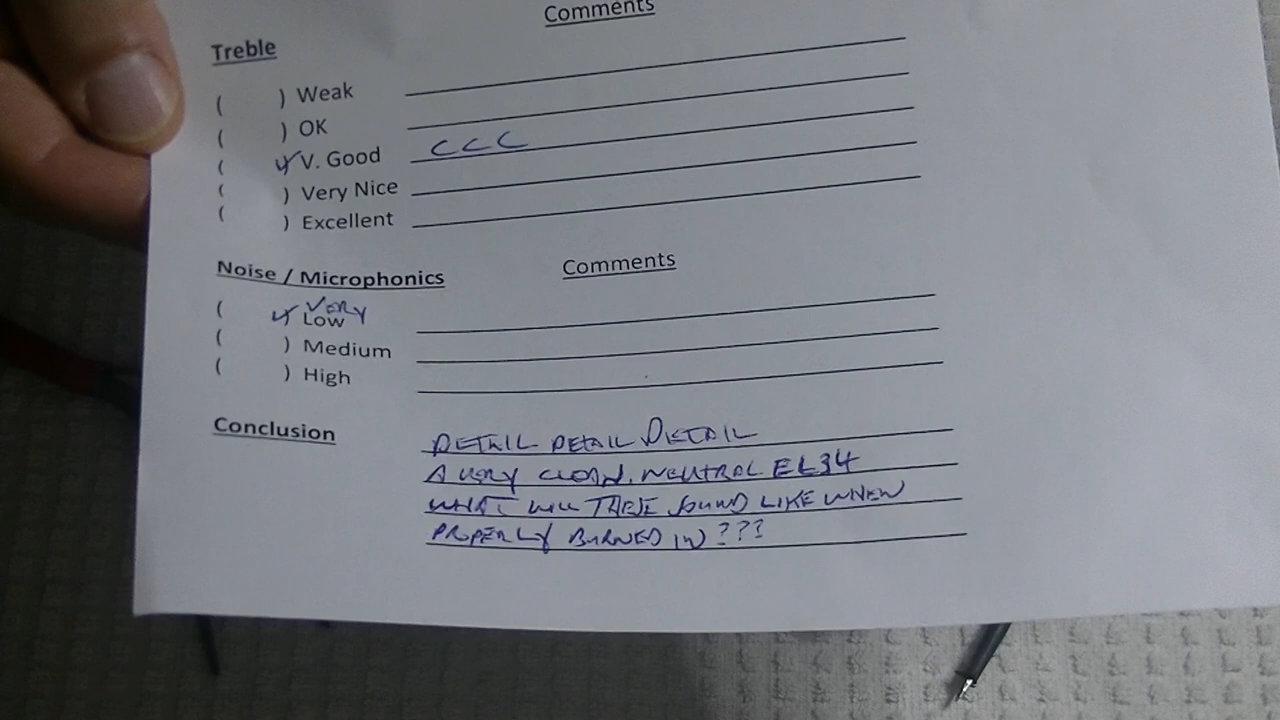 Comments
Treble
( ) Weak
( ) OK
( ✓ V. Good CCC
( ) Very Nice
( ) Excellent
Noise / Microphonics Comments
Very
( ✓ Low
( ) Medium
( ) High
Conclusion DETAIL DETAIL DETAIL
A VERY CLEAN, NEUTRAL EL34
WHAT WILL THESE SOUND LIKE WHEN
PROPERLY BURNED IN???